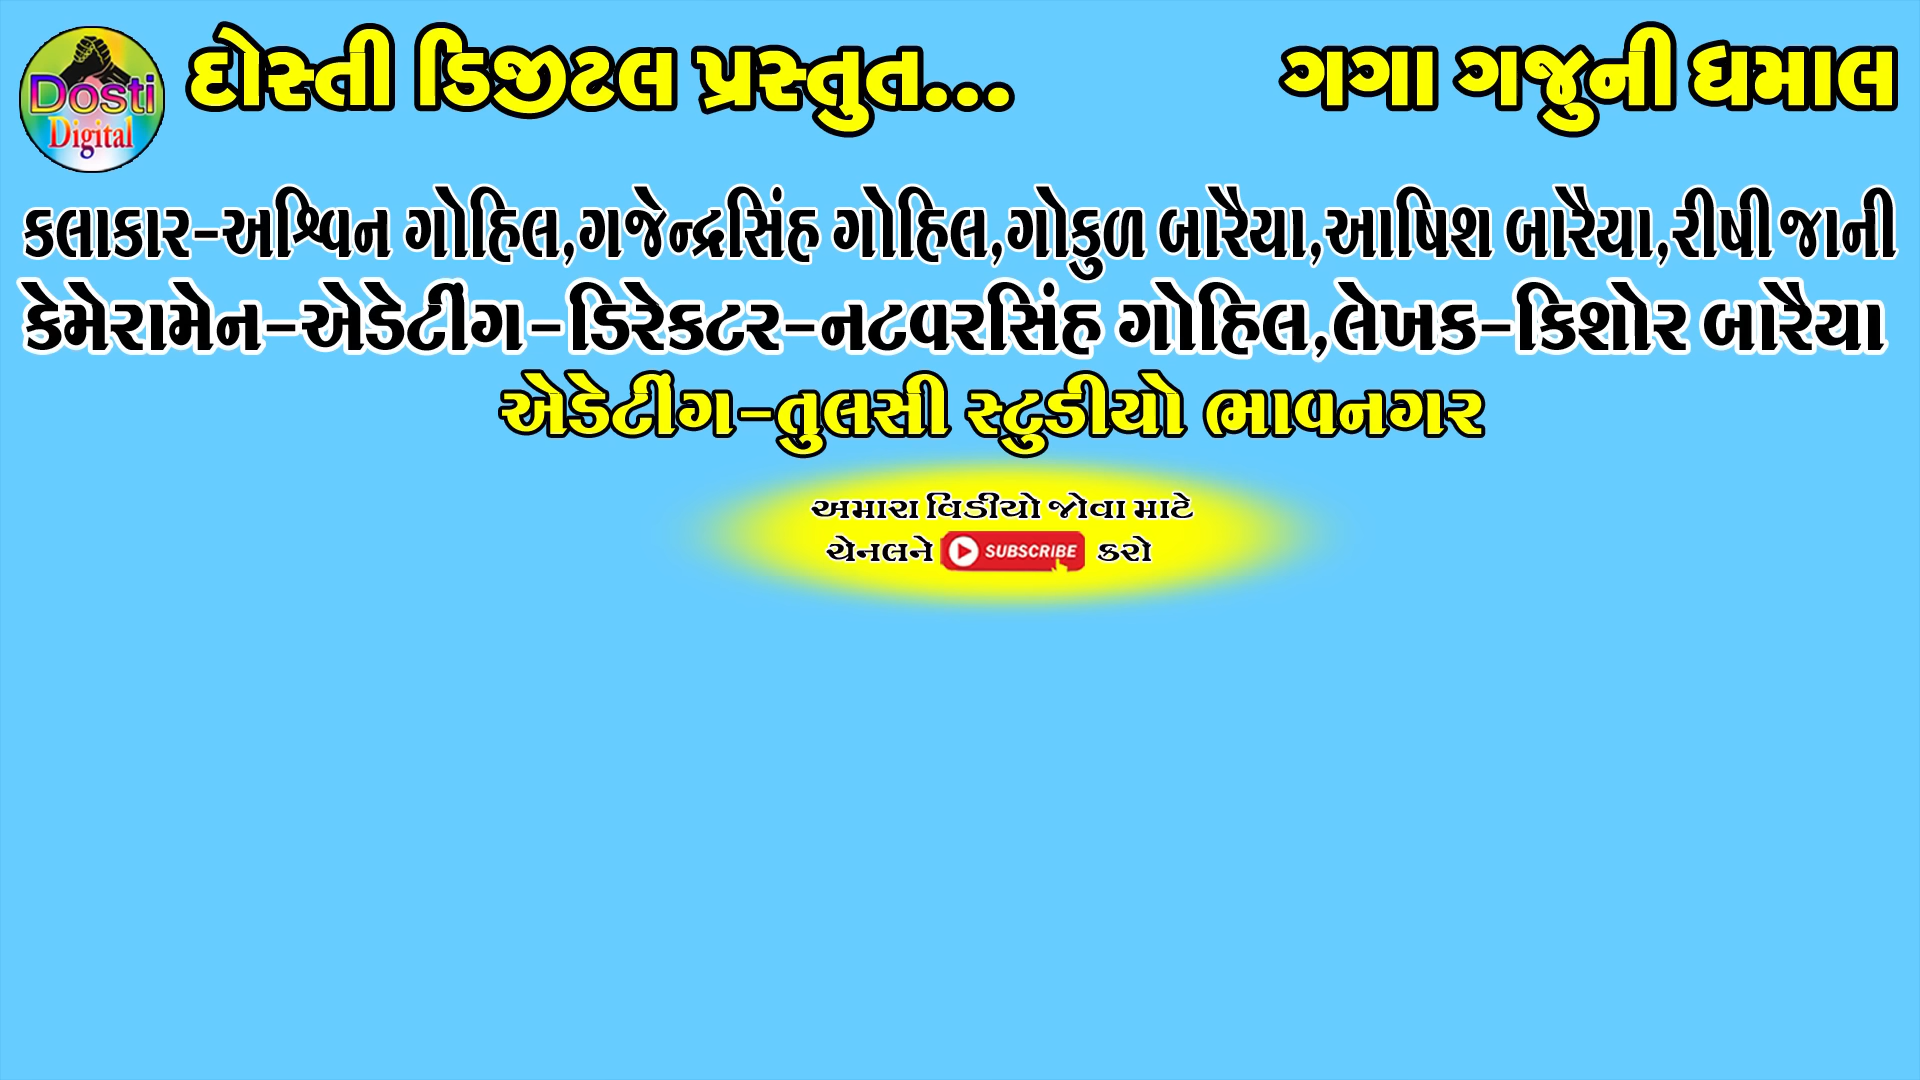 Dosti
Digital
દોસ્તી ડિજીટલ પ્રસ્તુત... ગગા ગજુની ધમાલ
કલાકાર-અશ્વિન ગોહિલ,ગજેન્દ્રસિંહ ગોહિલ,ગોકુળ બારૈયા,આષિશ બારૈયા,રીષી જાની
કેમેરામેન-એડેટીંગ-ડિરેકટર-નટવરસિંહ ગોહિલ,લેખક-કિશોર બારૈયા
એડેટીંગ-તુલસી સ્ટુડીયો ભાવનગર
અમારા વિડીયો જોવા માટે
ચેનલને SUBSCRIBE કરો